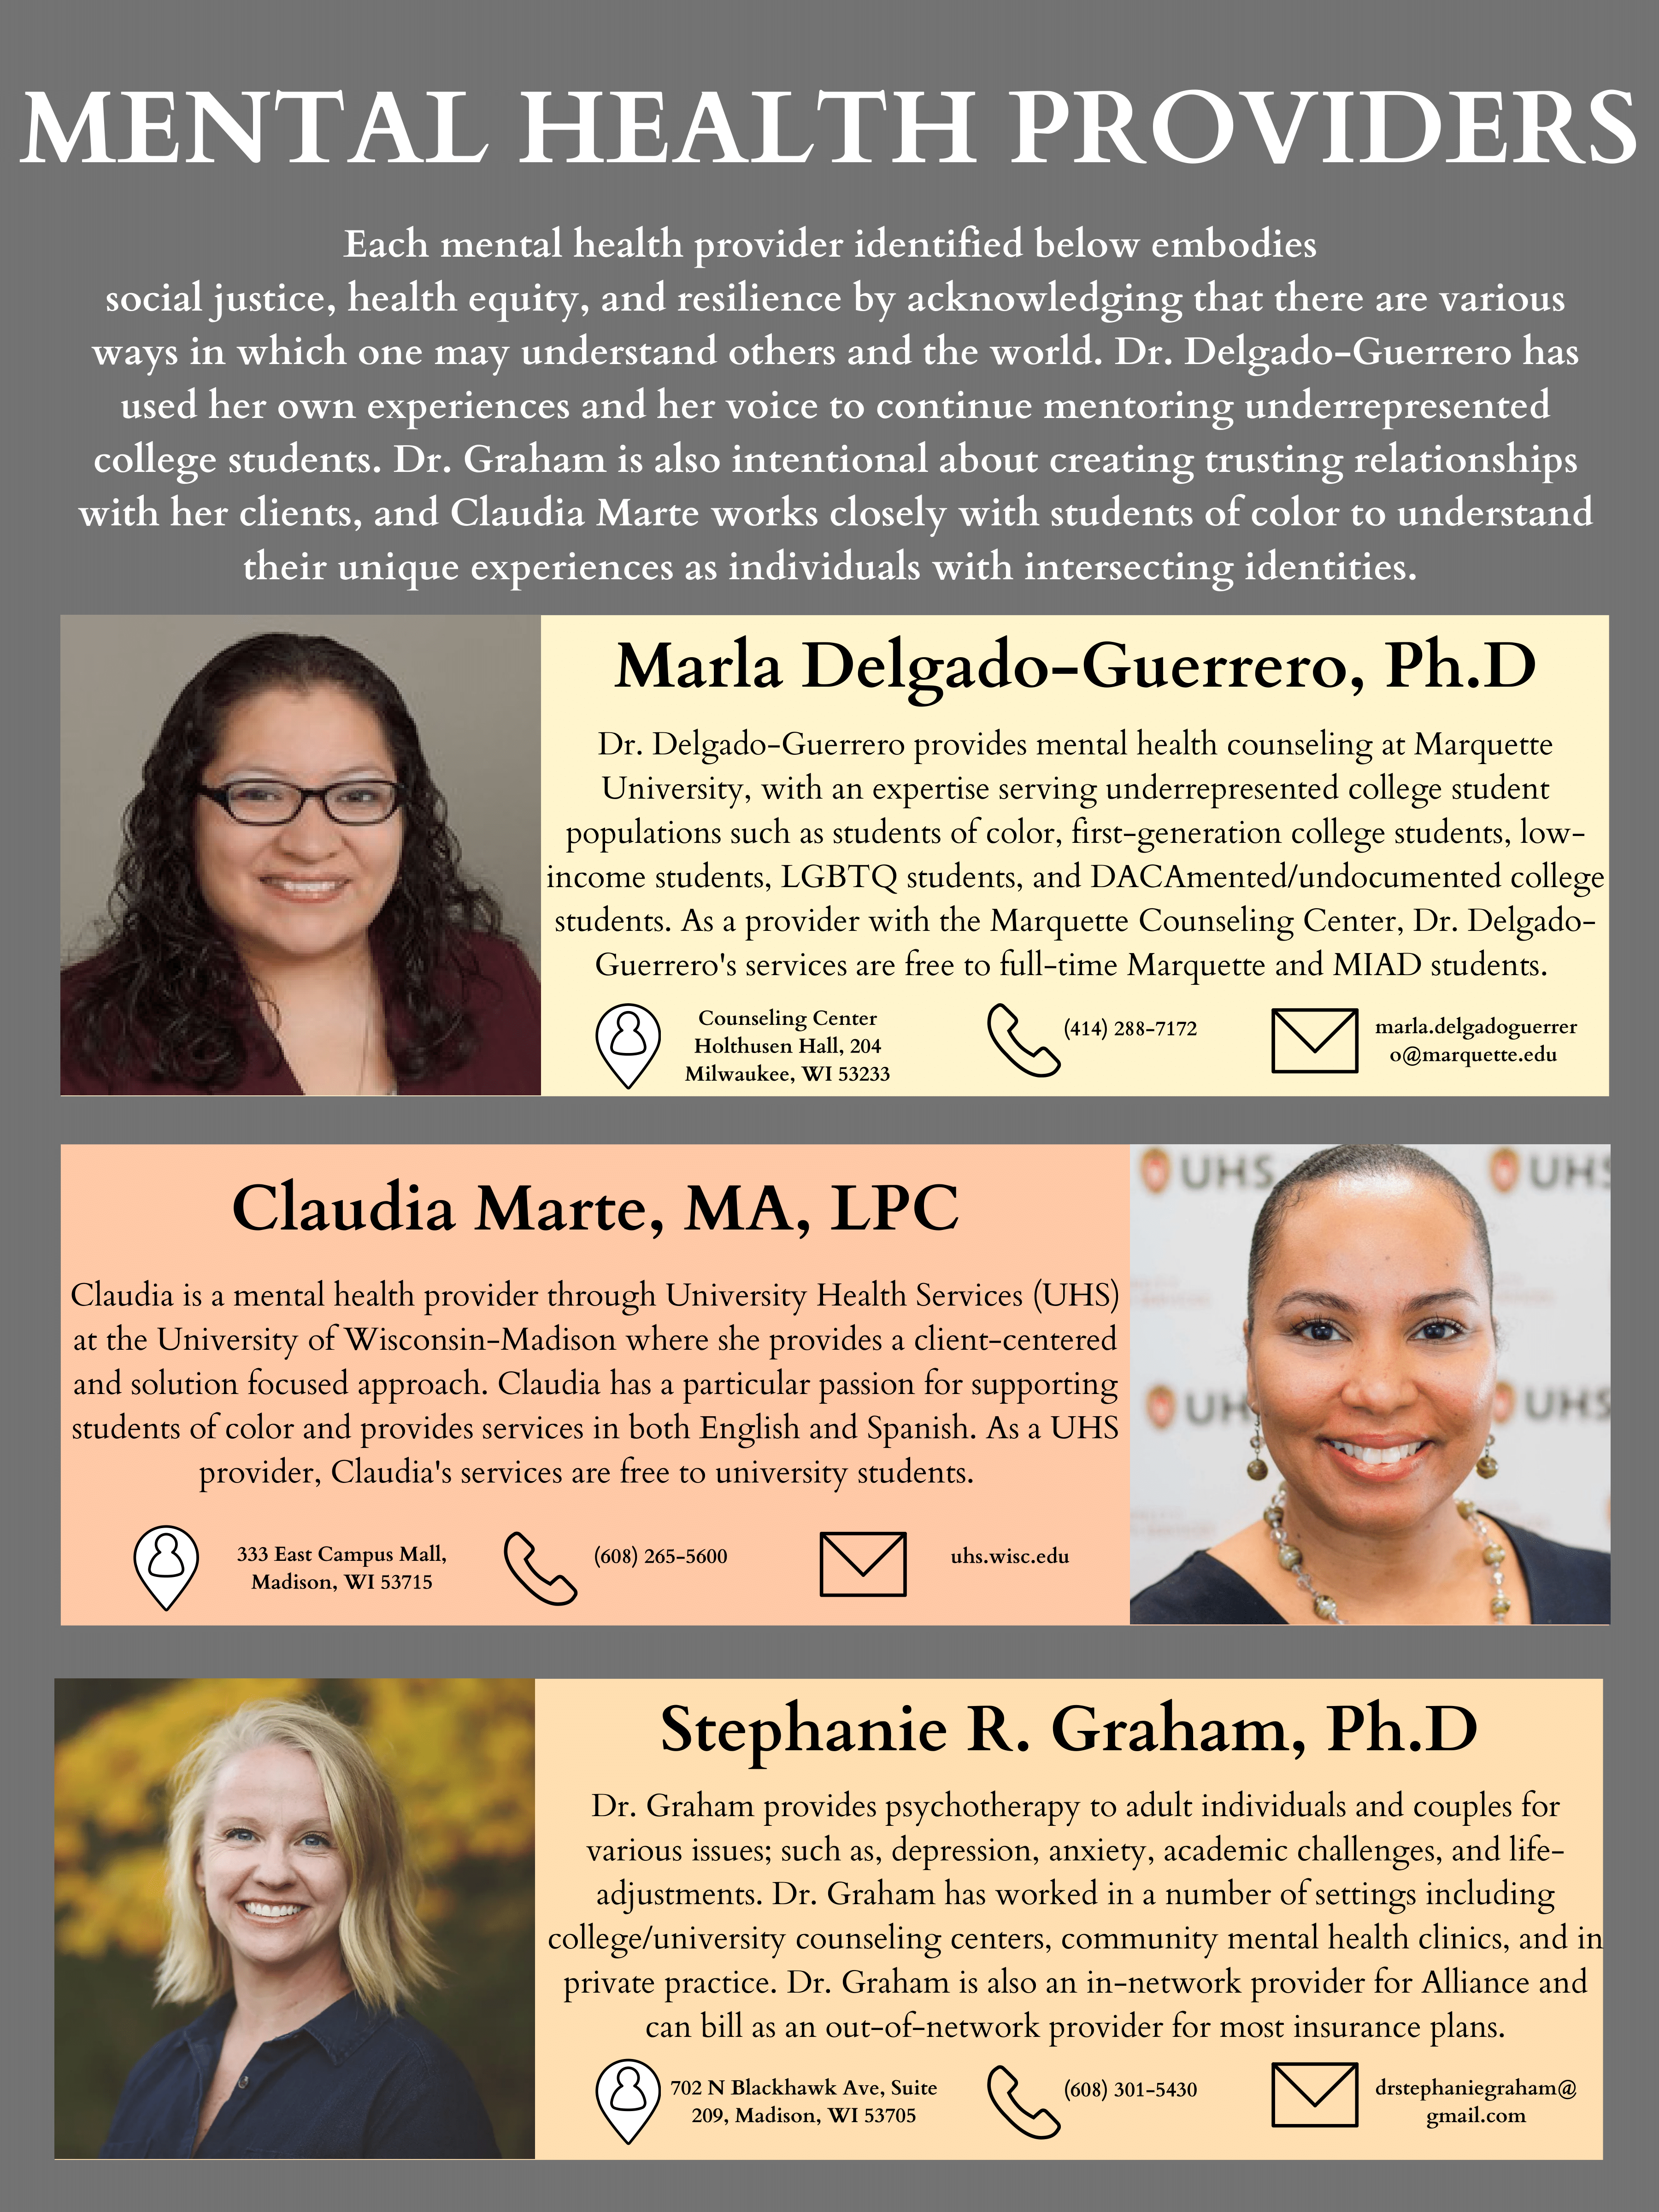 MENTAL HEALTH PROVIDERS
Each mental health provider identified below embodies
social justice, health equity, and resilience by acknowledging that there are various
ways in which one may understand others and the world. Dr. Delgado-Guerrero has
used her own experiences and her voice to continue mentoring underrepresented
college students. Dr. Graham is also intentional about creating trusting relationships
with her clients, and Claudia Marte works closely with students of color to understand
their unique experiences as individuals with intersecting identities.
Marla Delgado-Guerrero, Ph.D
Dr. Delgado-Guerrero provides mental health counseling at Marquette
University, with an expertise serving underrepresented college student
populations such as students of color, first-generation college students, low-
income students, LGBTQ students, and DACAmented/undocumented college
students. As a provider with the Marquette Counseling Center, Dr. Delgado-
Guerrero's services are free to full-time Marquette and MIAD students.
Counseling Center
Holthusen Hall, 204
Milwaukee, WI 53233
(414) 288-7172
marla.delgadoguerrer
o@marquette.edu
Claudia Marte, MA, LPC
Claudia is a mental health provider through University Health Services (UHS)
at the University of Wisconsin-Madison where she provides a client-centered
and solution focused approach. Claudia has a particular passion for supporting
students of color and provides services in both English and Spanish. As a UHS
provider, Claudia's services are free to university students.
333 East Campus Mall,
Madison, WI 53715
(608) 265-5600
uhs.wisc.edu
UHS
UHS
UH
UHS
Stephanie R. Graham, Ph.D
Dr. Graham provides psychotherapy to adult individuals and couples for
various issues; such as, depression, anxiety, academic challenges, and life-
adjustments. Dr. Graham has worked in a number of settings including
college/university counseling centers, community mental health clinics, and in
private practice. Dr. Graham is also an in-network provider for Alliance and
can bill as an out-of-network provider for most insurance plans.
702 N Blackhawk Ave, Suite
209, Madison, WI 53705
(608) 301-5430
drstephaniegraham@
gmail.com